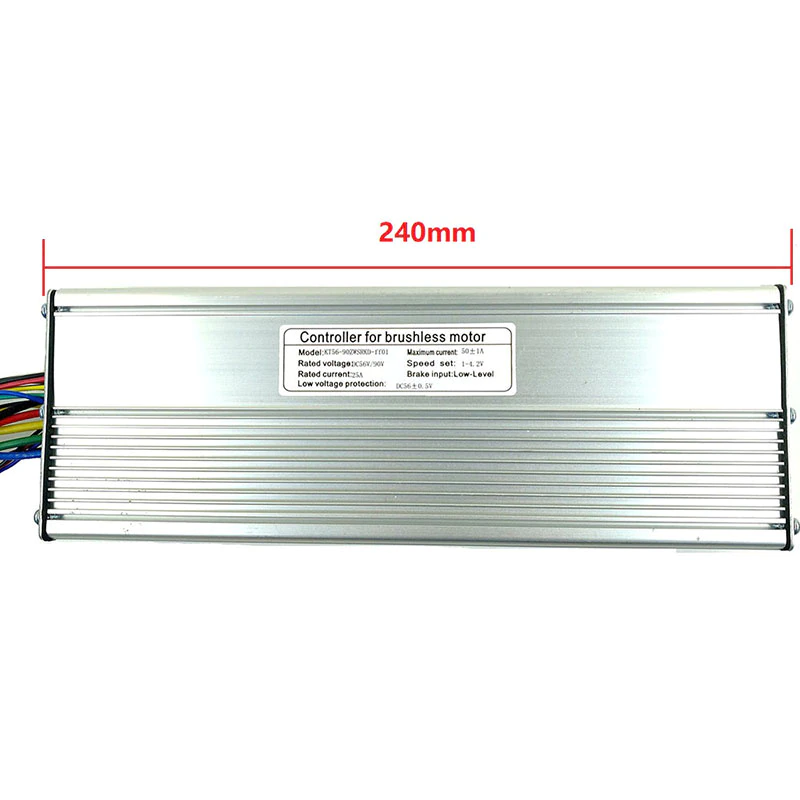 240mm
Controller for brushless motor
Model:KT56-90ZWSRKD-ff01 Maximum current: 50±1A
Rated voltage:DC56V/90V Speed set: 1-4.2V
Rated current:25A Brake input:Low-Level
Low voltage protection: DC56±0.5V